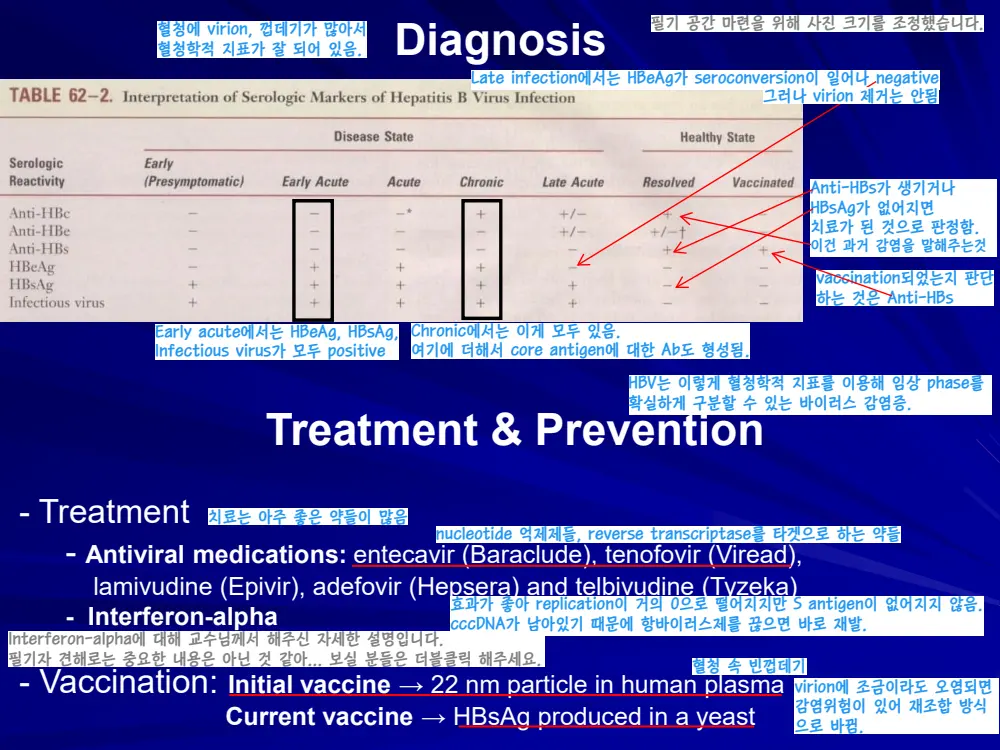 혈청에 virion, 껍데기가 많아서
혈청학적 지표가 잘 되어 있음.
Diagnosis
필기 공간 마련을 위해 사진 크기를 조정했습니다.
Late infection에서는 HBeAg가 seroconversion이 일어나 negative
그러나 virion 제거는 안됨
TABLE 62–2. Interpretation of Serologic Markers of Hepatitis B Virus Infection
Disease State Healthy State
Serologic Early
Reactivity (Presymptomatic) Early Acute Acute Chronic Late Acute Resolved Vaccinated
Anti-HBc – – –* + +/– + –
Anti-HBe – – – – +/– +/–† –
Anti-HBs – – – – – + +
HBeAg – + + + – – –
HBsAg + + + + + – –
Infectious virus + + + + + – –
Anti-HBs가 생기거나
HBsAg가 없어지면
치료가 된 것으로 판정함.
이건 과거 감염을 말해주는것
vaccination되었는지 판단
하는 것은 Anti-HBs
Early acute에서는 HBeAg, HBsAg,
Infectious virus가 모두 positive
Chronic에서는 이게 모두 있음.
여기에 더해서 core antigen에 대한 Ab도 형성됨.
HBV는 이렇게 혈청학적 지표를 이용해 임상 phase를
확실하게 구분할 수 있는 바이러스 감염증.
Treatment & Prevention
- Treatment 치료는 아주 좋은 약들이 많음
nucleotide 억제제들, reverse transcriptase를 타겟으로 하는 약들
- Antiviral medications: entecavir (Baraclude), tenofovir (Viread),
lamivudine (Epivir), adefovir (Hepsera) and telbivudine (Tyzeka)
- Interferon-alpha
효과가 좋아 replication이 거의 0으로 떨어지지만 S antigen이 없어지지 않음.
cccDNA가 남아있기 때문에 항바이러스제를 끊으면 바로 재발.
Interferon-alpha에 대해 교수님께서 해주신 자세한 설명입니다.
필기자 견해로는 중요한 내용은 아닌 것 같아... 보실 분들은 더블클릭 해주세요.
혈청 속 빈껍데기
- Vaccination: Initial vaccine → 22 nm particle in human plasma
Current vaccine → HBsAg produced in a yeast
virion에 조금이라도 오염되면
감염위험이 있어 재조합 방식
으로 바뀜.